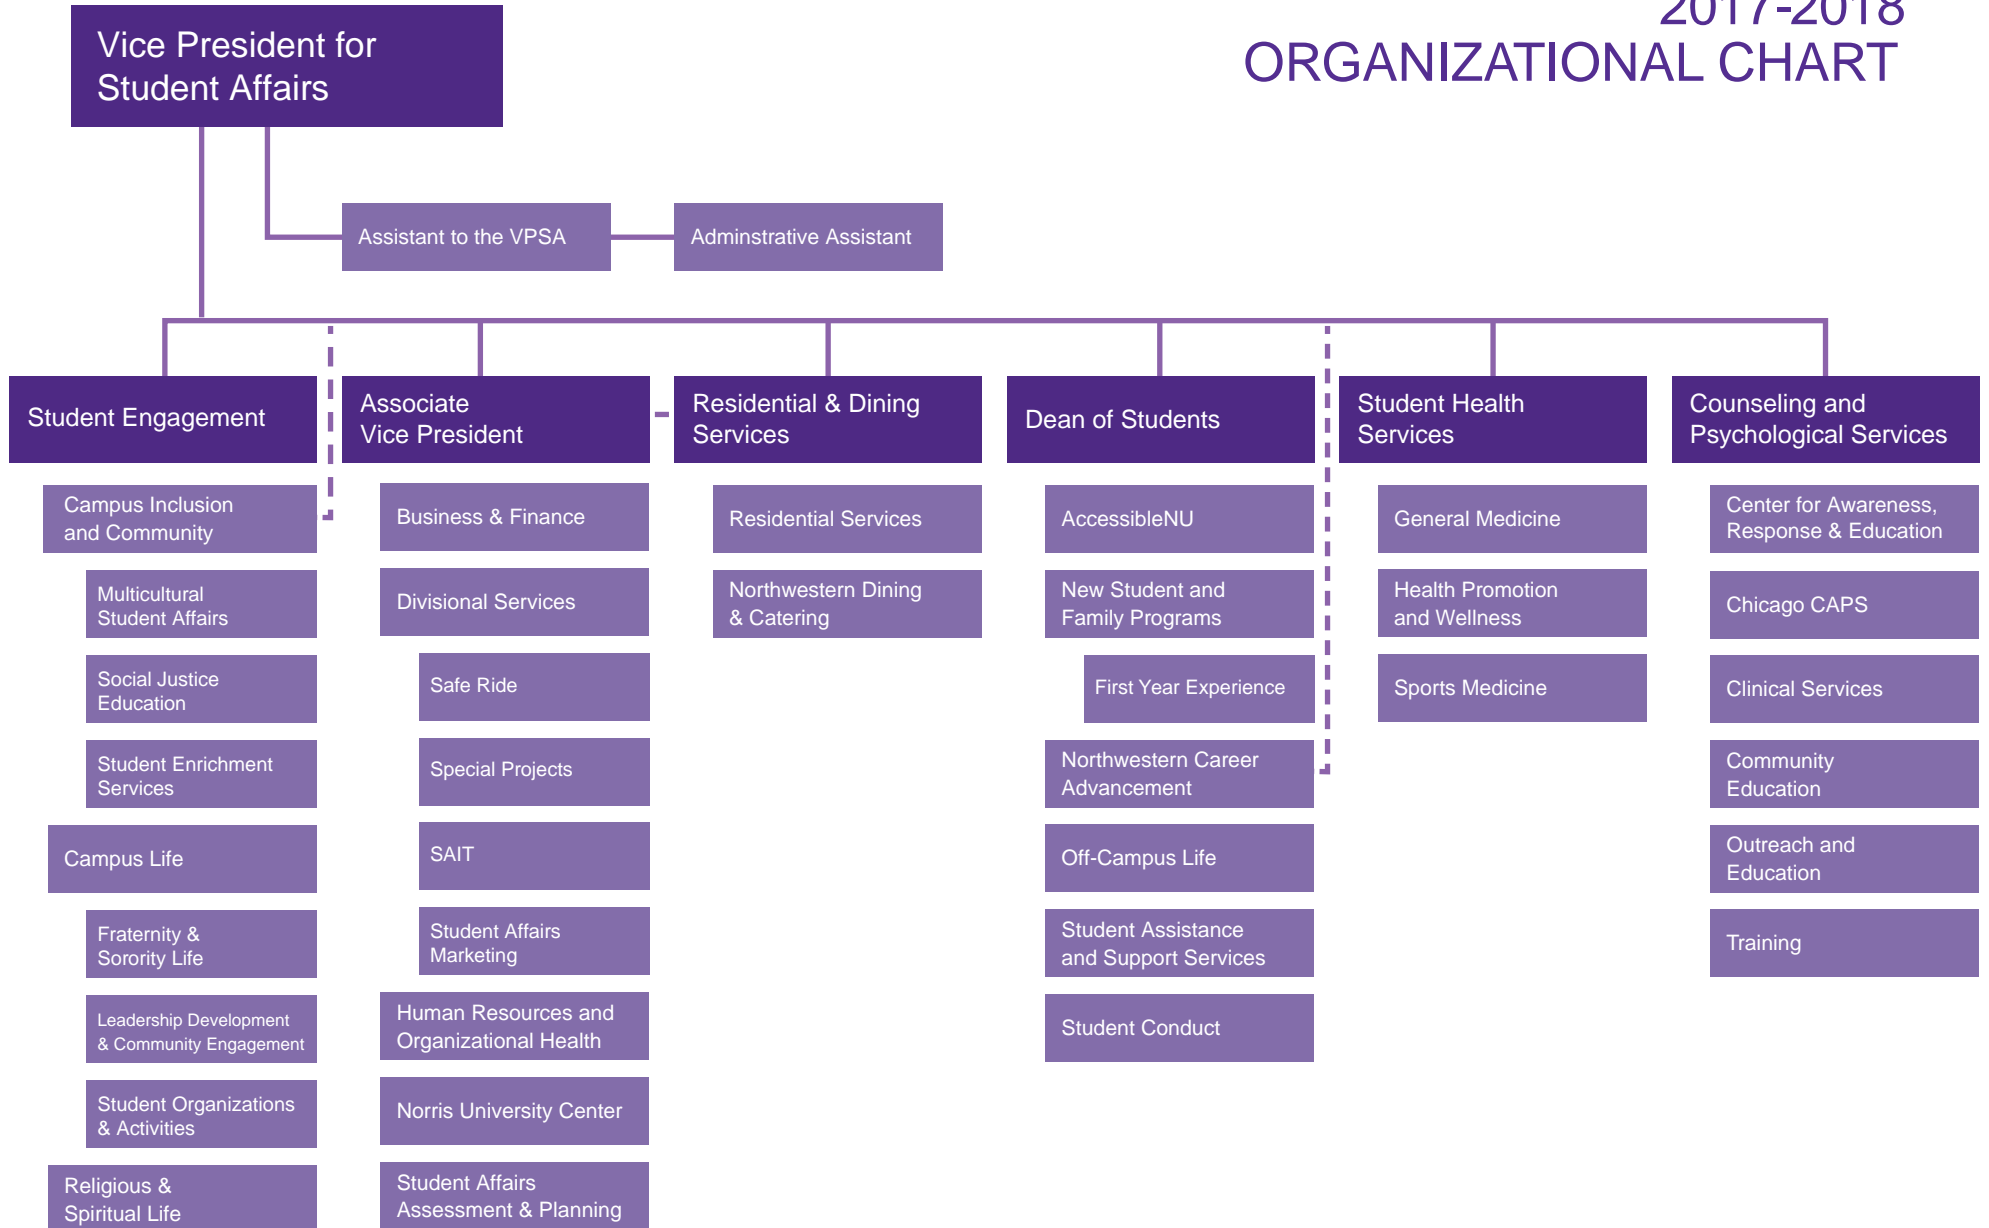 2017-2018
ORGANIZATIONAL CHART
Vice President for
Student Affairs
Assistant to the VPSA
Adminstrative Assistant
Student Engagement
Campus Inclusion
and Community
Multicultural
Student Affairs
Social Justice
Education
Student Enrichment
Services
Campus Life
Fraternity &
Sorority Life
Leadership Development
& Community Engagement
Student Organizations
& Activities
Religious &
Spiritual Life
Associate
Vice President
Business & Finance
Divisional Services
Safe Ride
Special Projects
SAIT
Student Affairs
Marketing
Human Resources and
Organizational Health
Norris University Center
Student Affairs
Assessment & Planning
Residential & Dining
Services
Residential Services
Northwestern Dining
& Catering
Dean of Students
AccessibleNU
New Student and
Family Programs
First Year Experience
Northwestern Career
Advancement
Off-Campus Life
Student Assistance
and Support Services
Student Conduct
Student Health
Services
General Medicine
Health Promotion
and Wellness
Sports Medicine
Counseling and
Psychological Services
Center for Awareness,
Response & Education
Chicago CAPS
Clinical Services
Community
Education
Outreach and
Education
Training